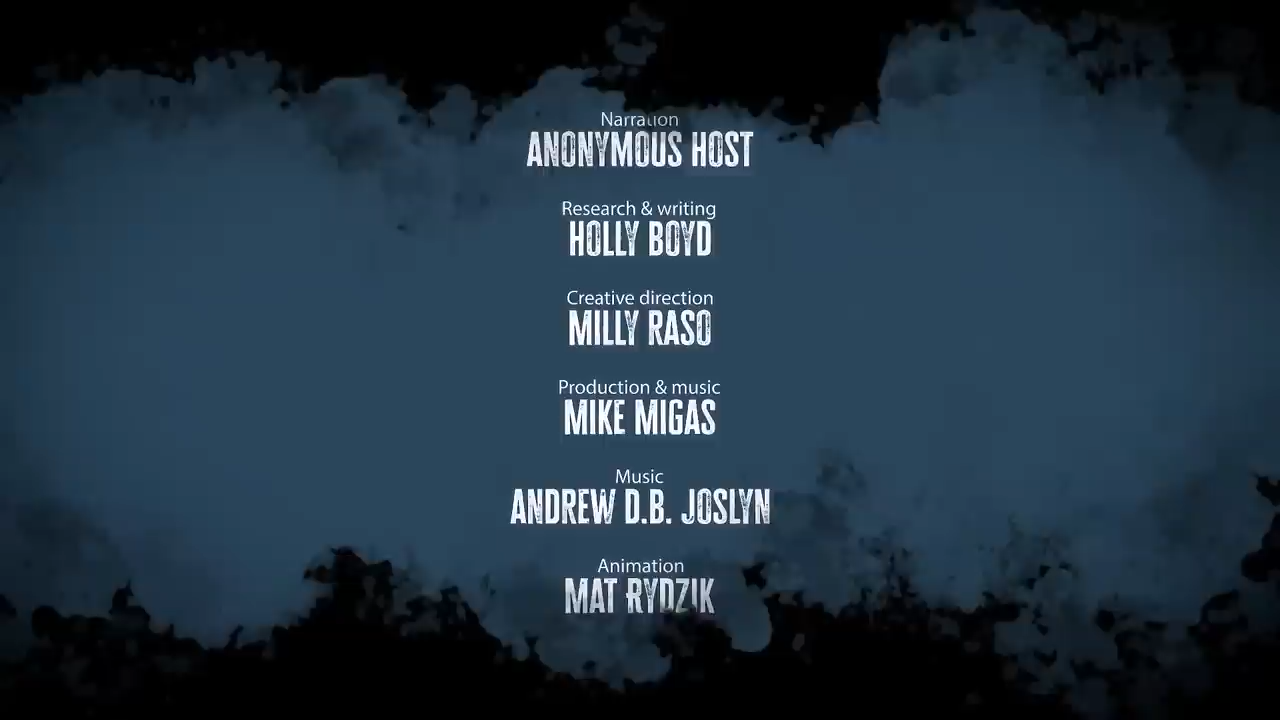 Narration
ANONYMOUS HOST
Research & writing
HOLLY BOYD
Creative direction
MILLY RASO
Production & music
MIKE MIGAS
Music
ANDREW D.B. JOSLYN
Animation
MAT RYDZIK